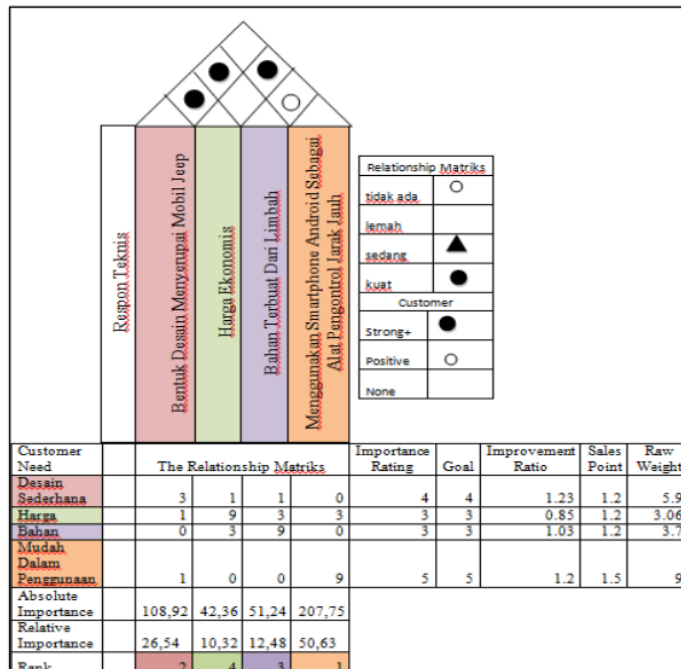 Respon Teknis
Bentuk Desain Menyerupai Mobil Jeep
Harga Ekonomis
Bahan Terbuat Dari Limbah
Menggunakan Smartphone Android Sebagai
Alat Pengontrol Jarak Jauh
Relationship Matriks
tidak ada
lemah
sedang
kuat
Customer
Strong+
Positive
None
Customer Need The Relationship Matriks Importance Rating Goal Improvement Ratio Sales Point Raw Weight
Desain Sederhana 3 1 1 0 4 4 1.23 1.2 5.9
Harga 1 9 3 3 3 3 0.85 1.2 3.06
Bahan 0 3 9 0 3 3 1.03 1.2 3.7
Mudah Dalam Penggunaan 1 0 0 9 5 5 1.2 1.5 9
Absolute Importance 108,92 42,36 51,24 207,75
Relative Importance 26,54 10,32 12,48 50,63
Rank 2 4 3 1